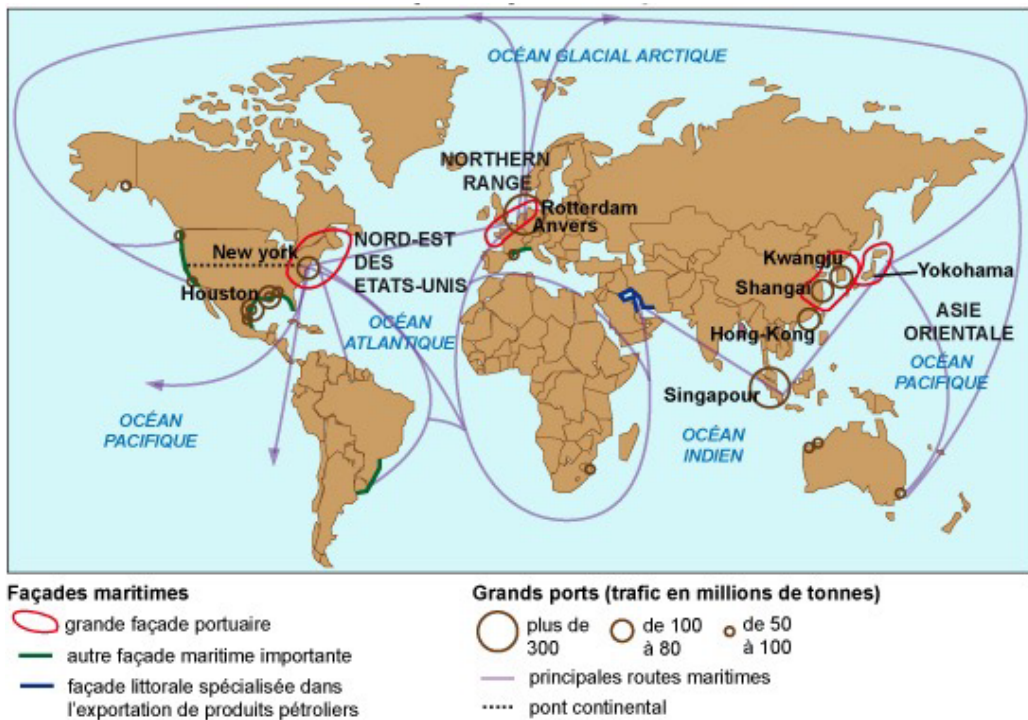 OCÉAN GLACIAL ARCTIQUE
NORTHERN
RANGE
Rotterdam
Anvers
New york
NORD-EST
DES
ETATS-UNIS
Kwangju
Yokohama
Houston
Shangai
OCÉAN
ATLANTIQUE
Hong-Kong
ASIE
ORIENTALE
OCÉAN
PACIFIQUE
Singapour
OCÉAN
PACIFIQUE
OCÉAN
INDIEN
Façades maritimes
grande façade portuaire
autre façade maritime importante
façade littorale spécialisée dans
l'exportation de produits pétroliers
Grands ports (trafic en millions de tonnes)
plus de
300
de 100
à 80
de 50
à 100
principales routes maritimes
pont continental